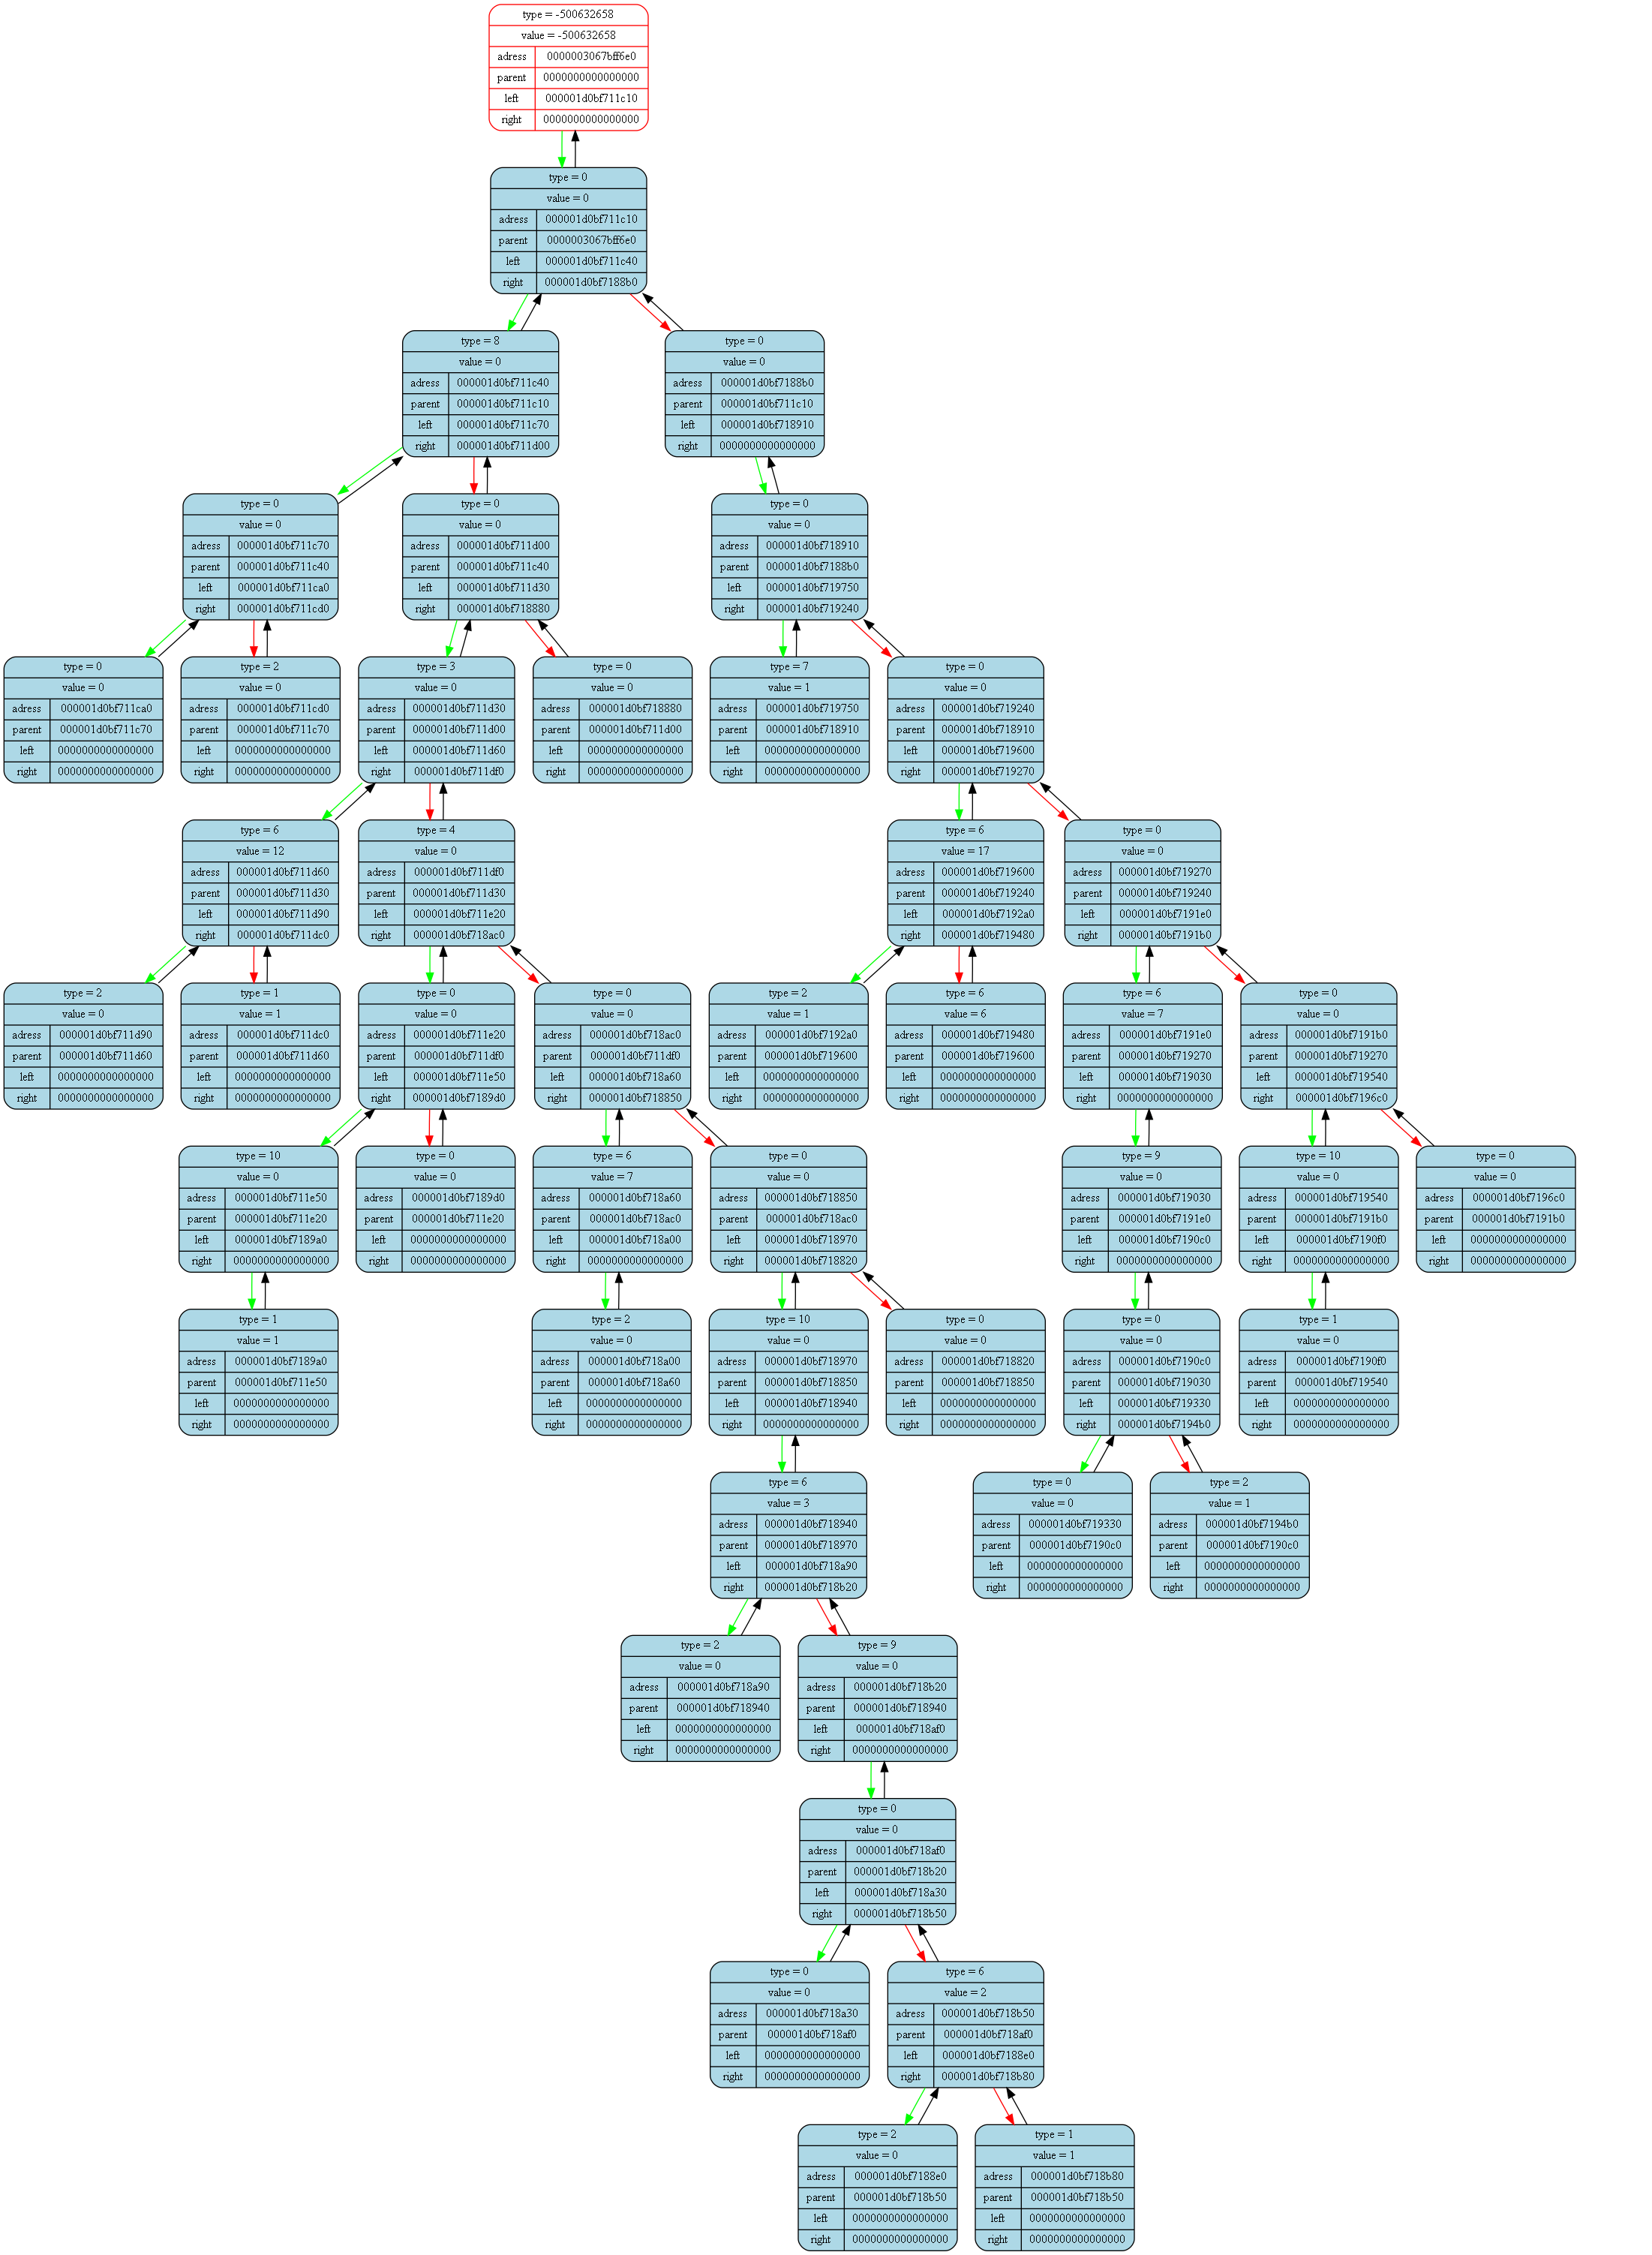 type = -500632658
value = -500632658
adress 0000003067bff6e0
parent 0000000000000000
left 000001d0bf711c10
right 0000000000000000
type = 0
value = 0
adress 000001d0bf711c10
parent 0000003067bff6e0
left 000001d0bf711c40
right 000001d0bf7188b0
type = 8
value = 0
adress 000001d0bf711c40
parent 000001d0bf711c10
left 000001d0bf711c70
right 000001d0bf711d00
type = 0
value = 0
adress 000001d0bf7188b0
parent 000001d0bf711c10
left 000001d0bf718910
right 0000000000000000
type = 0
value = 0
adress 000001d0bf711c70
parent 000001d0bf711c40
left 000001d0bf711ca0
right 000001d0bf711cd0
type = 0
value = 0
adress 000001d0bf711d00
parent 000001d0bf711c40
left 000001d0bf711d30
right 000001d0bf718880
type = 0
value = 0
adress 000001d0bf718910
parent 000001d0bf7188b0
left 000001d0bf719750
right 000001d0bf719240
type = 0
value = 0
adress 000001d0bf711ca0
parent 000001d0bf711c70
left 0000000000000000
right 0000000000000000
type = 2
value = 0
adress 000001d0bf711cd0
parent 000001d0bf711c70
left 0000000000000000
right 0000000000000000
type = 3
value = 0
adress 000001d0bf711d30
parent 000001d0bf711d00
left 000001d0bf711d60
right 000001d0bf711df0
type = 0
value = 0
adress 000001d0bf718880
parent 000001d0bf711d00
left 0000000000000000
right 0000000000000000
type = 7
value = 1
adress 000001d0bf719750
parent 000001d0bf718910
left 0000000000000000
right 0000000000000000
type = 0
value = 0
adress 000001d0bf719240
parent 000001d0bf718910
left 000001d0bf719600
right 000001d0bf719270
type = 6
value = 12
adress 000001d0bf711d60
parent 000001d0bf711d30
left 000001d0bf711d90
right 000001d0bf711dc0
type = 4
value = 0
adress 000001d0bf711df0
parent 000001d0bf711d30
left 000001d0bf711e20
right 000001d0bf718ac0
type = 6
value = 17
adress 000001d0bf719600
parent 000001d0bf719240
left 000001d0bf7192a0
right 000001d0bf719480
type = 0
value = 0
adress 000001d0bf719270
parent 000001d0bf719240
left 000001d0bf7191e0
right 000001d0bf7191b0
type = 2
value = 0
adress 000001d0bf711d90
parent 000001d0bf711d60
left 0000000000000000
right 0000000000000000
type = 1
value = 1
adress 000001d0bf711dc0
parent 000001d0bf711d60
left 0000000000000000
right 0000000000000000
type = 0
value = 0
adress 000001d0bf711e20
parent 000001d0bf711df0
left 000001d0bf711e50
right 000001d0bf7189d0
type = 0
value = 0
adress 000001d0bf718ac0
parent 000001d0bf711df0
left 000001d0bf718a60
right 000001d0bf718850
type = 2
value = 1
adress 000001d0bf7192a0
parent 000001d0bf719600
left 0000000000000000
right 0000000000000000
type = 6
value = 6
adress 000001d0bf719480
parent 000001d0bf719600
left 0000000000000000
right 0000000000000000
type = 6
value = 7
adress 000001d0bf7191e0
parent 000001d0bf719270
left 000001d0bf719030
right 0000000000000000
type = 0
value = 0
adress 000001d0bf7191b0
parent 000001d0bf719270
left 000001d0bf719540
right 000001d0bf7196c0
type = 10
value = 0
adress 000001d0bf711e50
parent 000001d0bf711e20
left 000001d0bf7189a0
right 0000000000000000
type = 0
value = 0
adress 000001d0bf7189d0
parent 000001d0bf711e20
left 0000000000000000
right 0000000000000000
type = 6
value = 7
adress 000001d0bf718a60
parent 000001d0bf718ac0
left 000001d0bf718a00
right 0000000000000000
type = 0
value = 0
adress 000001d0bf718850
parent 000001d0bf718ac0
left 000001d0bf718970
right 000001d0bf718820
type = 9
value = 0
adress 000001d0bf719030
parent 000001d0bf7191e0
left 000001d0bf7190c0
right 0000000000000000
type = 10
value = 0
adress 000001d0bf719540
parent 000001d0bf7191b0
left 000001d0bf7190f0
right 0000000000000000
type = 0
value = 0
adress 000001d0bf7196c0
parent 000001d0bf7191b0
left 0000000000000000
right 0000000000000000
type = 1
value = 1
adress 000001d0bf7189a0
parent 000001d0bf711e50
left 0000000000000000
right 0000000000000000
type = 2
value = 0
adress 000001d0bf718a00
parent 000001d0bf718a60
left 0000000000000000
right 0000000000000000
type = 10
value = 0
adress 000001d0bf718970
parent 000001d0bf718850
left 000001d0bf718940
right 0000000000000000
type = 0
value = 0
adress 000001d0bf718820
parent 000001d0bf718850
left 0000000000000000
right 0000000000000000
type = 0
value = 0
adress 000001d0bf7190c0
parent 000001d0bf719030
left 000001d0bf719330
right 000001d0bf7194b0
type = 1
value = 0
adress 000001d0bf7190f0
parent 000001d0bf719540
left 0000000000000000
right 0000000000000000
type = 6
value = 3
adress 000001d0bf718940
parent 000001d0bf718970
left 000001d0bf718a90
right 000001d0bf718b20
type = 0
value = 0
adress 000001d0bf719330
parent 000001d0bf7190c0
left 0000000000000000
right 0000000000000000
type = 2
value = 1
adress 000001d0bf7194b0
parent 000001d0bf7190c0
left 0000000000000000
right 0000000000000000
type = 2
value = 0
adress 000001d0bf718a90
parent 000001d0bf718940
left 0000000000000000
right 0000000000000000
type = 9
value = 0
adress 000001d0bf718b20
parent 000001d0bf718940
left 000001d0bf718af0
right 0000000000000000
type = 0
value = 0
adress 000001d0bf718af0
parent 000001d0bf718b20
left 000001d0bf718a30
right 000001d0bf718b50
type = 0
value = 0
adress 000001d0bf718a30
parent 000001d0bf718af0
left 0000000000000000
right 0000000000000000
type = 6
value = 2
adress 000001d0bf718b50
parent 000001d0bf718af0
left 000001d0bf7188e0
right 000001d0bf718b80
type = 2
value = 0
adress 000001d0bf7188e0
parent 000001d0bf718b50
left 0000000000000000
right 0000000000000000
type = 1
value = 1
adress 000001d0bf718b80
parent 000001d0bf718b50
left 0000000000000000
right 0000000000000000